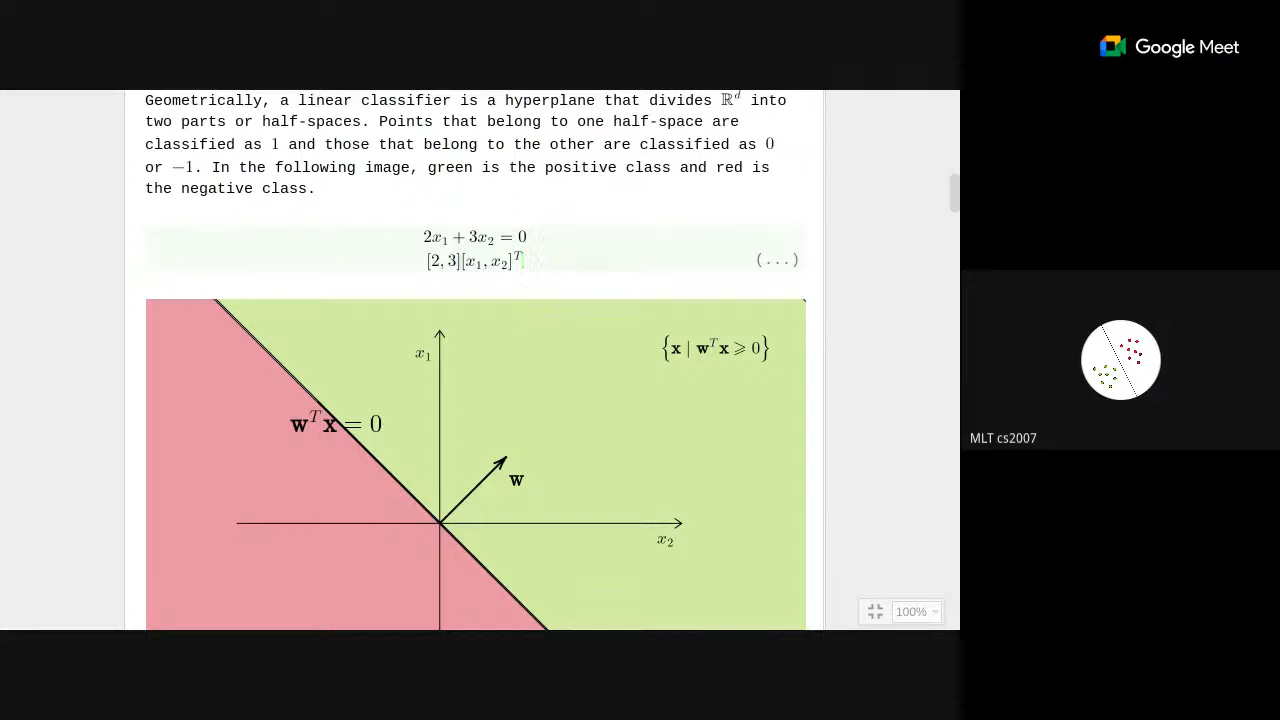 Google Meet
Geometrically, a linear classifier is a hyperplane that divides ℝᵈ into
two parts or half-spaces. Points that belong to one half-space are
classified as 1 and those that belong to the other are classified as 0
or −1. In the following image, green is the positive class and red is
the negative class.
2x₁ + 3x₂ = 0
[2, 3][x₁, x₂]ᵀ
(...)
x₁
{x | wᵀx ⩾ 0}
wᵀx = 0
w
x₂
100%
MLT cs2007